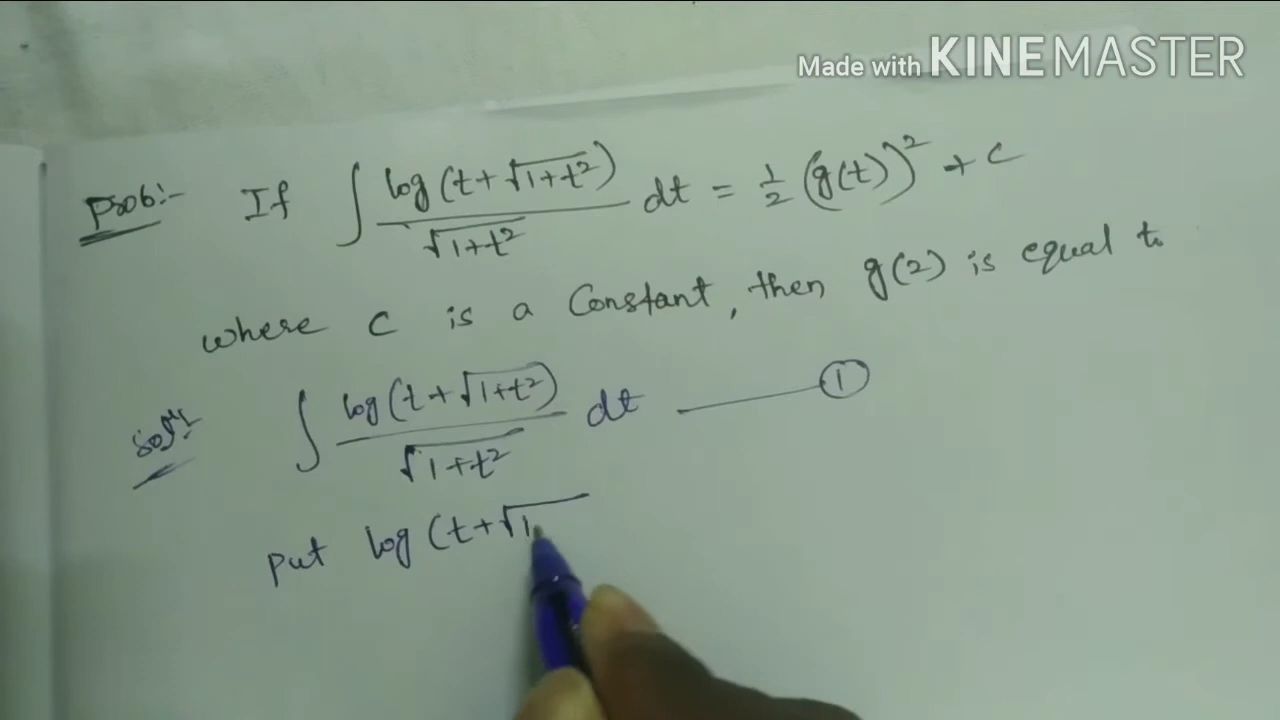 Made with KINEMASTER
Prob:- If ∫ log(t+√1+t²) / √1+t² dt = 1/2 (g(t))² + c
where c is a constant, then g(2) is equal to
Solⁿ:- ∫ log(t+√1+t²) / √1+t² dt ——— ①
put log(t+√1